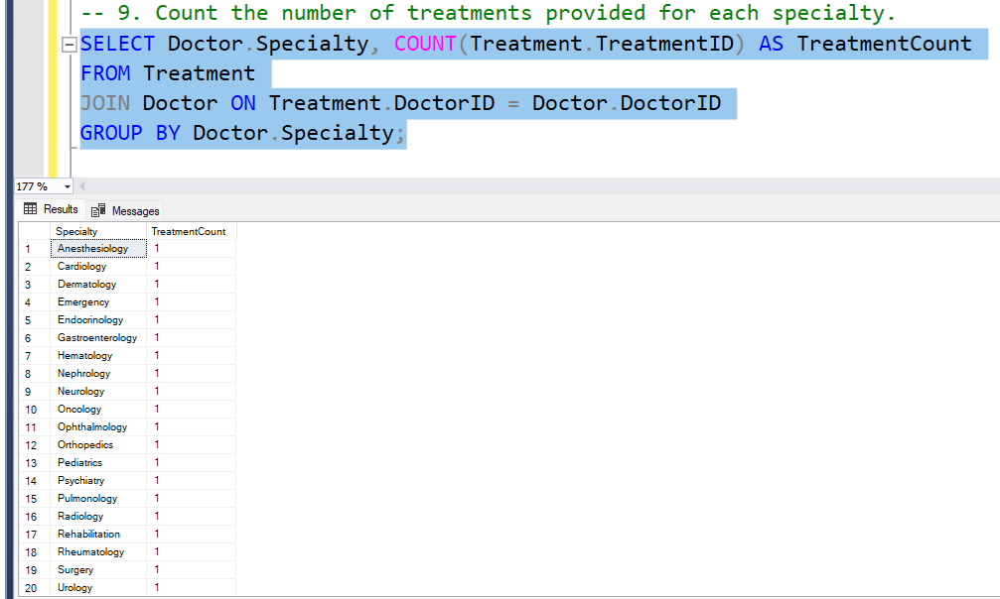 -- 9. Count the number of treatments provided for each specialty.
SELECT Doctor.Specialty, COUNT(Treatment.TreatmentID) AS TreatmentCount
FROM Treatment
JOIN Doctor ON Treatment.DoctorID = Doctor.DoctorID
GROUP BY Doctor.Specialty;
177 %
Results Messages
Specialty TreatmentCount
1 Anesthesiology 1
2 Cardiology 1
3 Dermatology 1
4 Emergency 1
5 Endocrinology 1
6 Gastroenterology 1
7 Hematology 1
8 Nephrology 1
9 Neurology 1
10 Oncology 1
11 Ophthalmology 1
12 Orthopedics 1
13 Pediatrics 1
14 Psychiatry 1
15 Pulmonology 1
16 Radiology 1
17 Rehabilitation 1
18 Rheumatology 1
19 Surgery 1
20 Urology 1